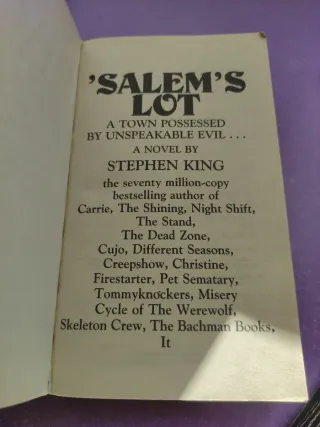 'SALEM'S
LOT
A TOWN POSSESSED
BY UNSPEAKABLE EVIL . . .
A NOVEL BY
STEPHEN KING
the seventy million-copy
bestselling author of
Carrie, The Shining, Night Shift,
The Stand,
The Dead Zone,
Cujo, Different Seasons,
Creepshow, Christine,
Firestarter, Pet Sematary,
Tommyknockers, Misery
Cycle of The Werewolf,
Skeleton Crew, The Bachman Books,
It